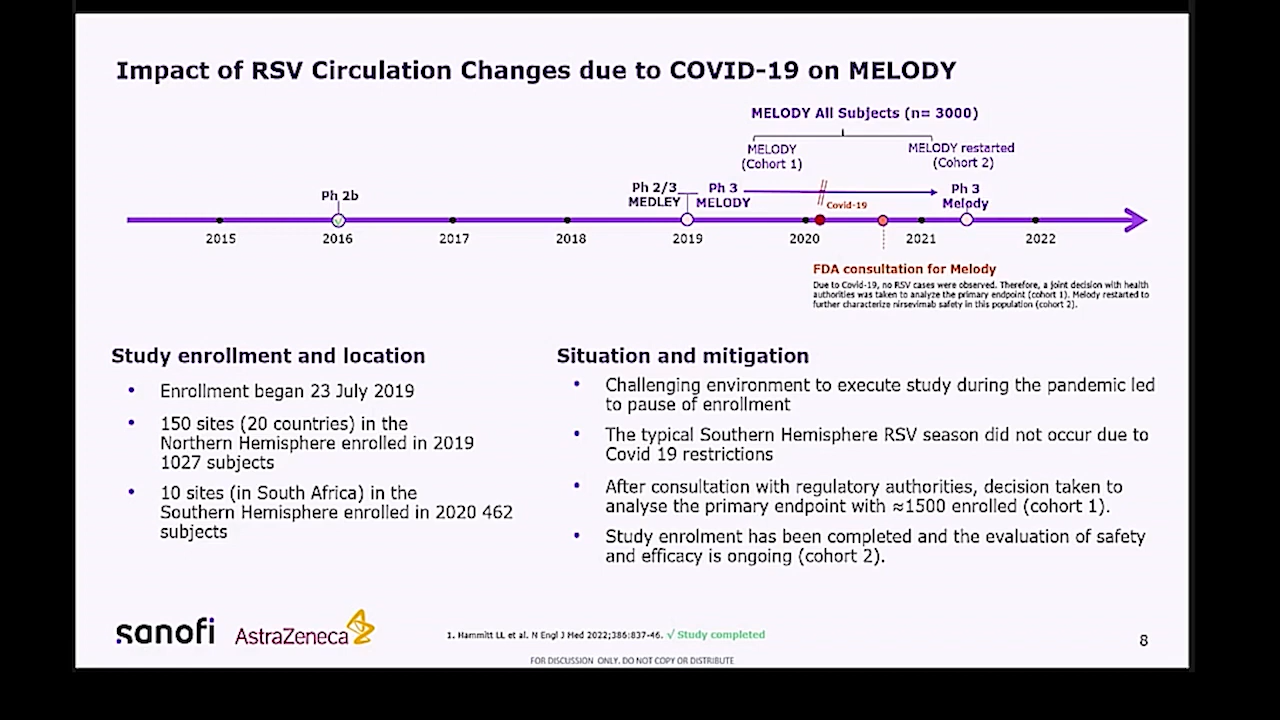 Impact of RSV Circulation Changes due to COVID-19 on MELODY
MELODY All Subjects (n= 3000)
MELODY
(Cohort 1)
MELODY restarted
(Cohort 2)
Ph 2b
Ph 2/3
MEDLEY
Ph 3
MELODY
Covid-19
Ph 3
Melody
2015
2016
2017
2018
2019
2020
2021
2022
FDA consultation for Melody
Due to Covid-19, no RSV cases were observed. Therefore, a joint decision with health
authorities was taken to analyze the primary endpoint (cohort 1). Melody restarted to
further characterize nirsevimab safety in this population (cohort 2).
Study enrollment and location
• Enrollment began 23 July 2019
• 150 sites (20 countries) in the
Northern Hemisphere enrolled in 2019
1027 subjects
• 10 sites (in South Africa) in the
Southern Hemisphere enrolled in 2020 462
subjects
Situation and mitigation
• Challenging environment to execute study during the pandemic led
to pause of enrollment
• The typical Southern Hemisphere RSV season did not occur due to
Covid 19 restrictions
• After consultation with regulatory authorities, decision taken to
analyse the primary endpoint with ≈1500 enrolled (cohort 1).
• Study enrolment has been completed and the evaluation of safety
and efficacy is ongoing (cohort 2).
sanofi
AstraZeneca
1. Hammitt LL et al. N Engl J Med 2022;386:837-46. √ Study completed
8
FOR DISCUSSION ONLY. DO NOT COPY OR DISTRIBUTE